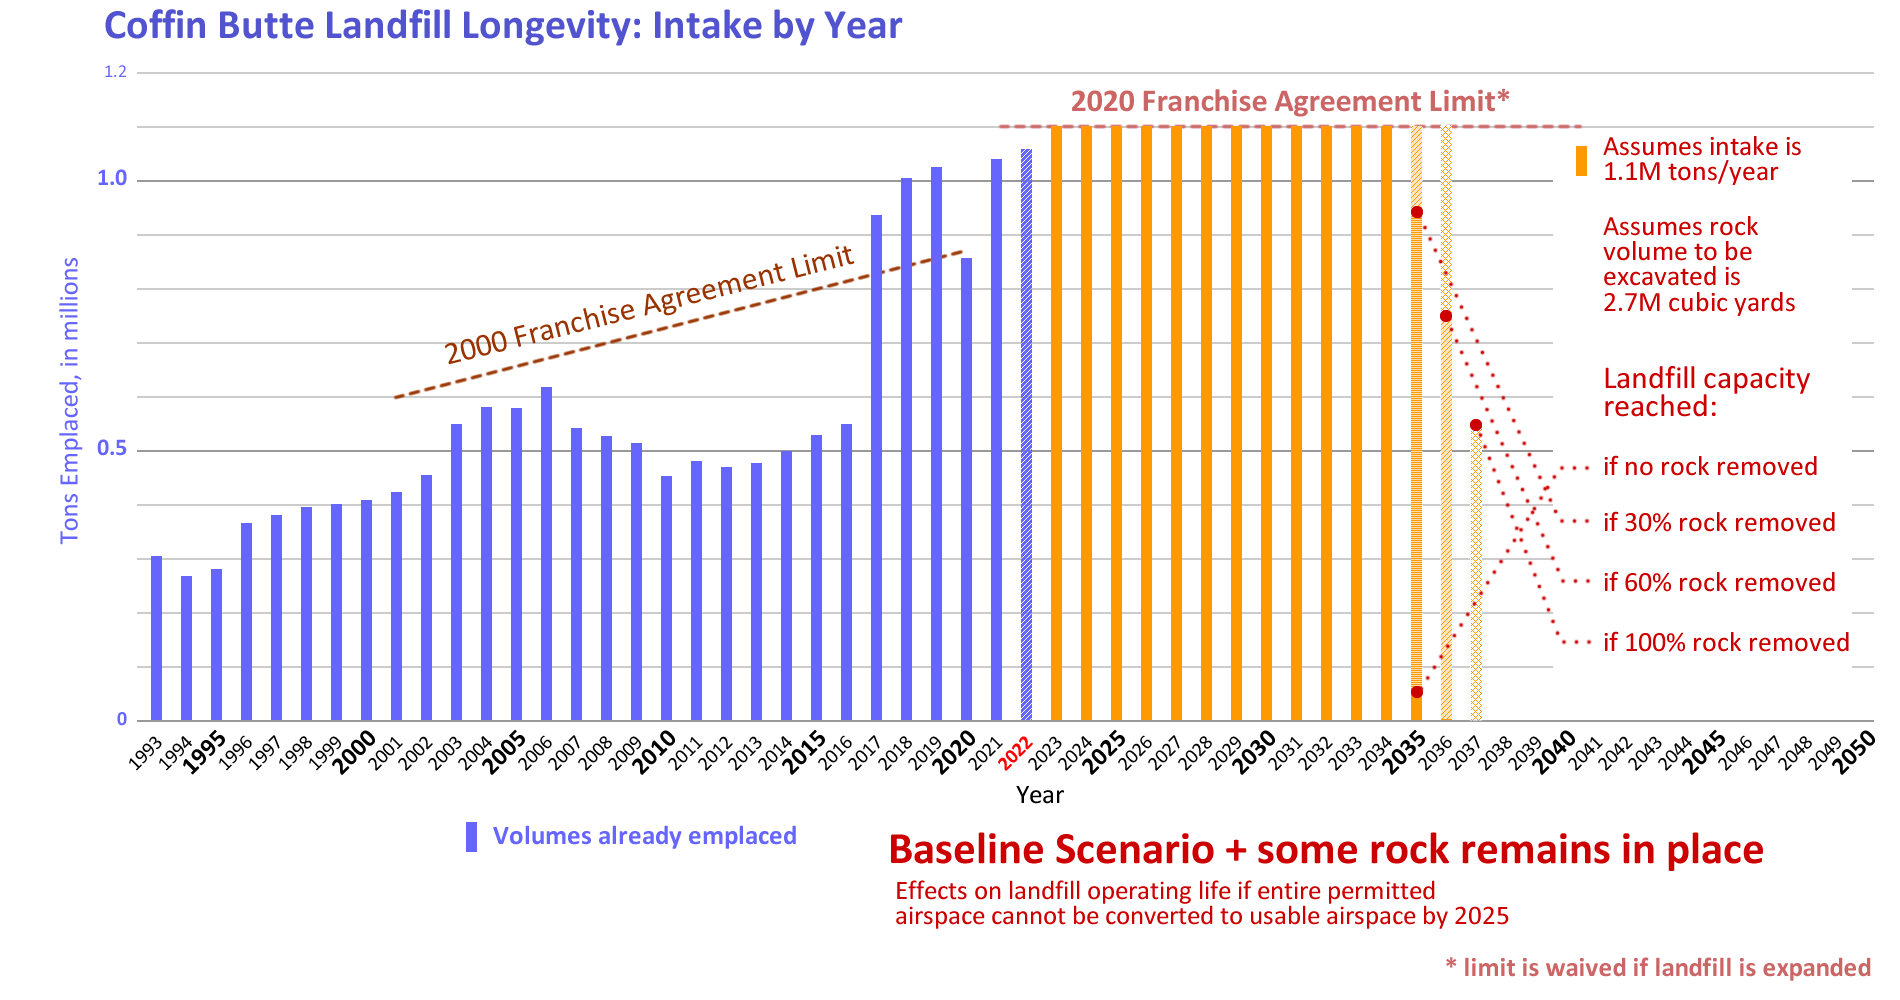 Coffin Butte Landfill Longevity: Intake by Year
1.2
2020 Franchise Agreement Limit*
Assumes intake is
1.1M tons/year
1.0
Assumes rock
volume to be
excavated is
2.7M cubic yards
2000 Franchise Agreement Limit
Tons Emplaced, in millions
Landfill capacity
reached:
0.5
if no rock removed
if 30% rock removed
if 60% rock removed
if 100% rock removed
0
1993 1994 1995 1996 1997 1998 1999 2000 2001 2002 2003 2004 2005 2006 2007 2008 2009 2010 2011 2012 2013 2014 2015 2016 2017 2018 2019 2020 2021 2022 2023 2024 2025 2026 2027 2028 2029 2030 2031 2032 2033 2034 2035 2036 2037 2038 2039 2040 2041 2042 2043 2044 2045 2046 2047 2048 2049 2050
Year
Volumes already emplaced
Baseline Scenario + some rock remains in place
Effects on landfill operating life if entire permitted
airspace cannot be converted to usable airspace by 2025
* limit is waived if landfill is expanded